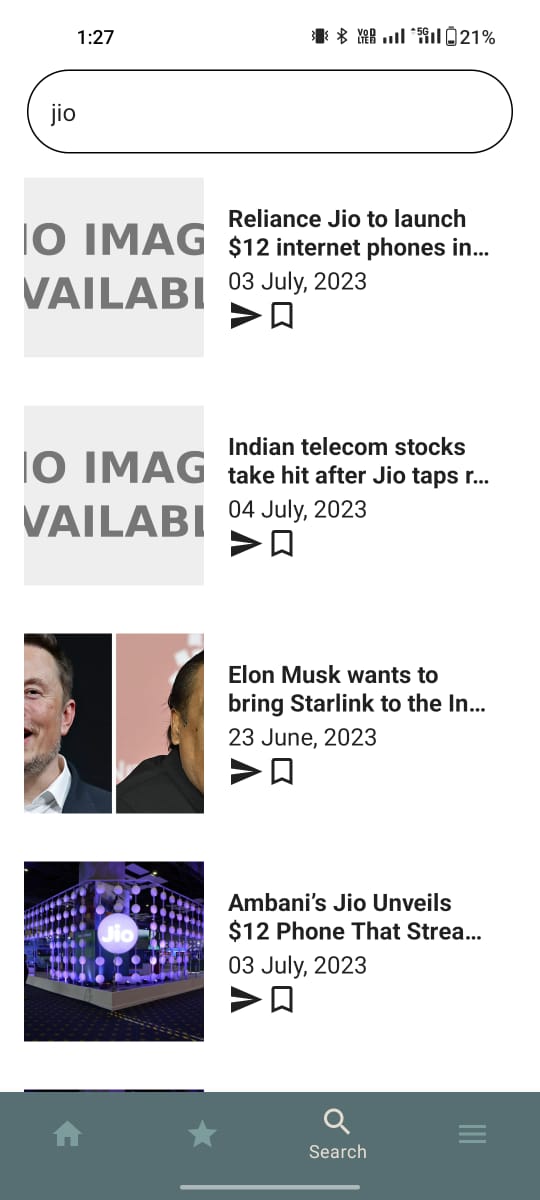 1:27
VoD
LTED
5G
21%
jio
IO IMAG
VAILABL
Reliance Jio to launch
$12 internet phones in...
03 July, 2023
IO IMAG
VAILABL
Indian telecom stocks
take hit after Jio taps r...
04 July, 2023
Elon Musk wants to
bring Starlink to the In...
23 June, 2023
Jio
Ambani’s Jio Unveils
$12 Phone That Strea...
03 July, 2023
Search